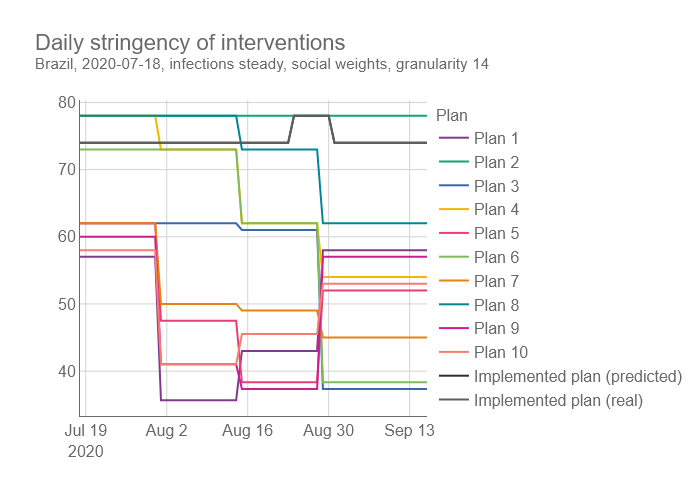 Daily stringency of interventions
Brazil, 2020-07-18, infections steady, social weights, granularity 14
80
70
60
50
40
Jul 19
2020
Aug 2
Aug 16
Aug 30
Sep 13
Plan
Plan 1
Plan 2
Plan 3
Plan 4
Plan 5
Plan 6
Plan 7
Plan 8
Plan 9
Plan 10
Implemented plan (predicted)
Implemented plan (real)